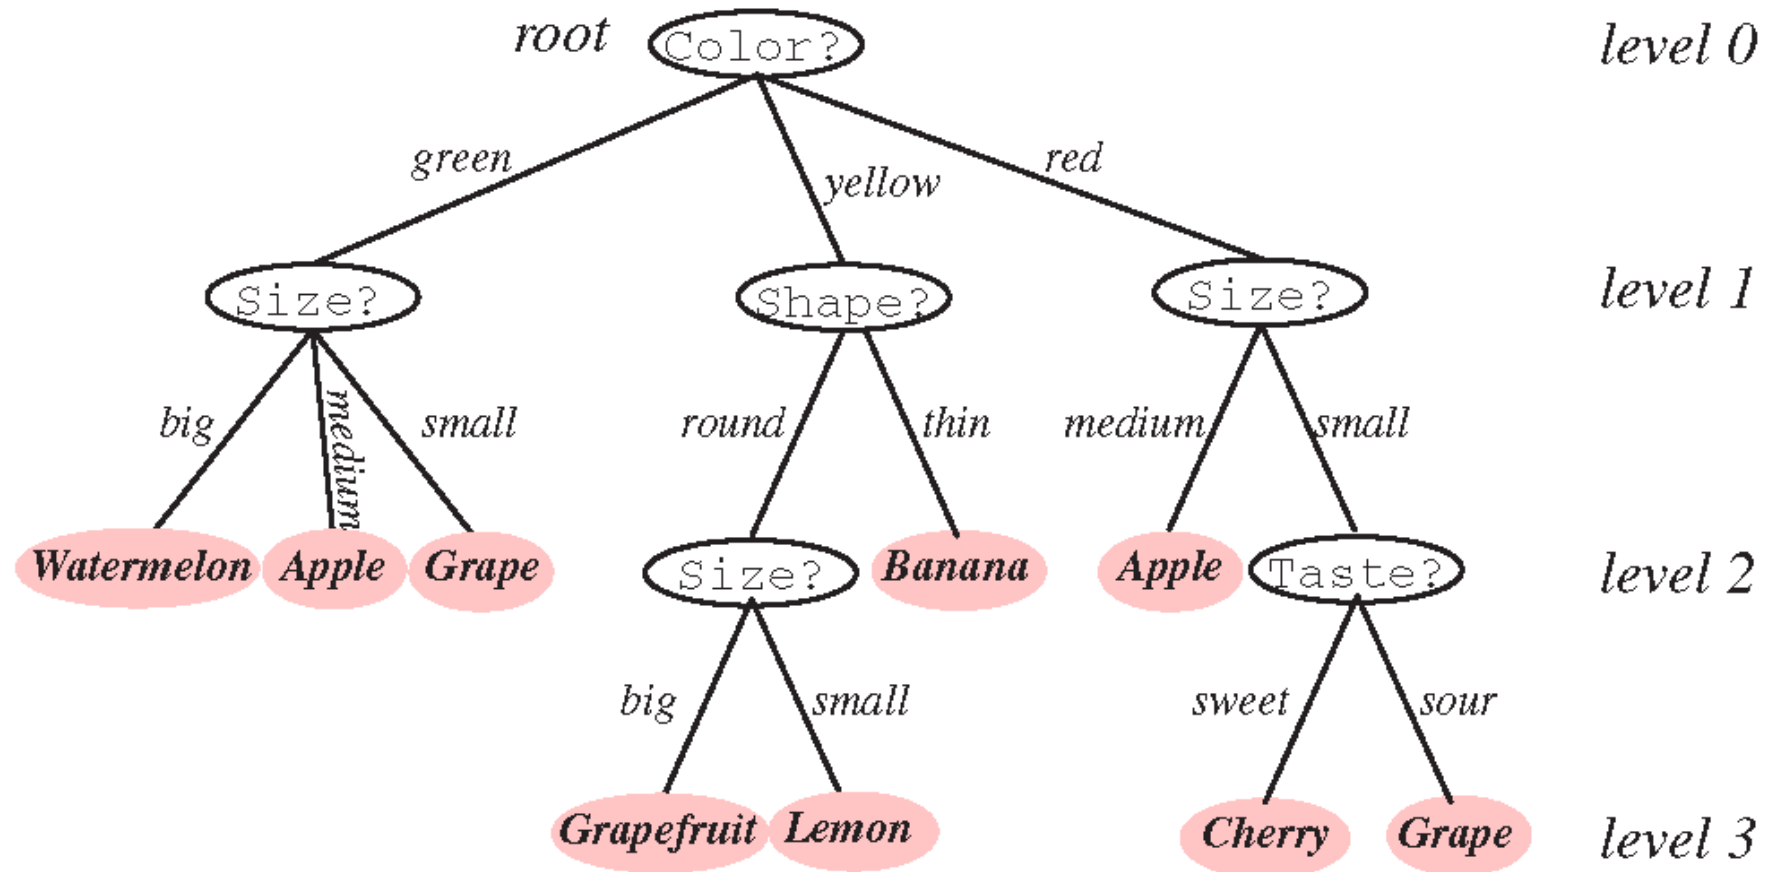 root Color? level 0
green yellow red
Size? Shape? Size? level 1
big medium small round thin medium small
Watermelon Apple Grape Size? Banana Apple Taste? level 2
big small sweet sour
Grapefruit Lemon Cherry Grape level 3